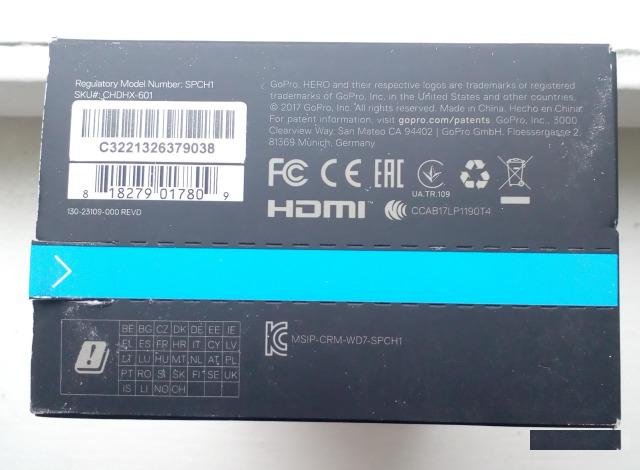 Regulatory Model Number: SPCH1
SKU#: CHDHX-601
C3221326379038
8 18279 01780 9
130-23109-000 REVD
GoPro, HERO and their respective logos are trademarks or registered
trademarks of GoPro, Inc. in the United States and other countries.
© 2017 GoPro, Inc. All rights reserved. Made in China. Hecho en China.
For patent information, visit gopro.com/patents. GoPro, Inc., 3000
Clearview Way, San Mateo CA 94402 | GoPro GmbH, Floessergasse 2,
81369 Münich, Germany
FC CE EAC
UA.TR.109
HDMI™ CCAB17LP1190T4
BE BG CZ DK DE EE IE
EL ES FR HR IT CY LV
LT LU HU MT NL AT PL
PT RO SI SK FI SE UK
IS LI NO CH
MSIP-CRM-WD7-SPCH1